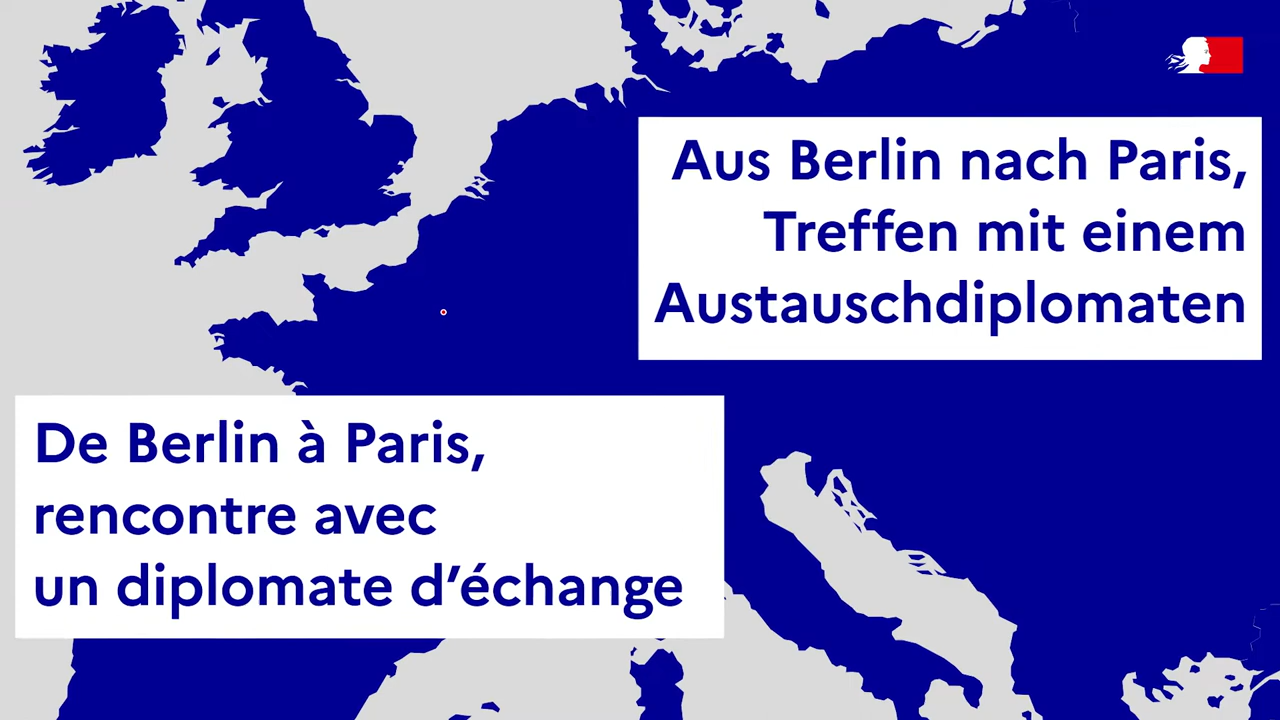 Aus Berlin nach Paris,
Treffen mit einem
Austauschdiplomaten
De Berlin à Paris,
rencontre avec
un diplomate d’échange